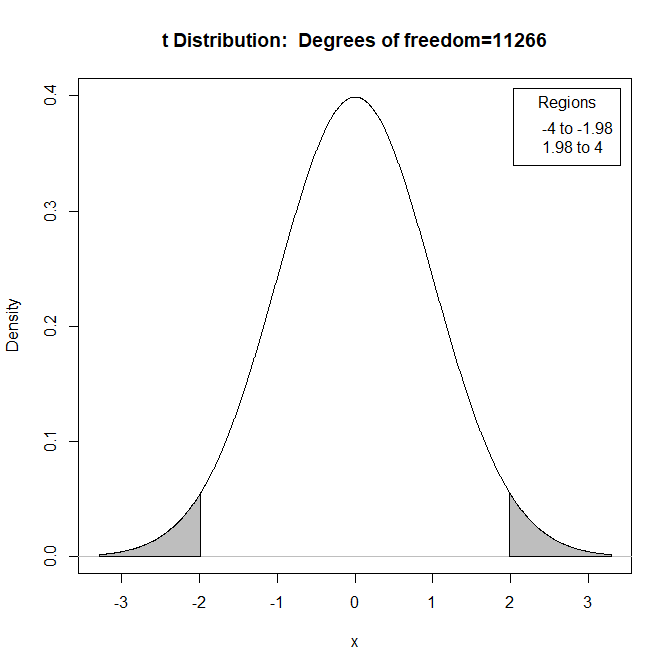 t Distribution:  Degrees of freedom=11266
Regions
-4 to -1.98
1.98 to 4
Density
0.4
0.3
0.2
0.1
0.0
-3 -2 -1 0 1 2 3
x